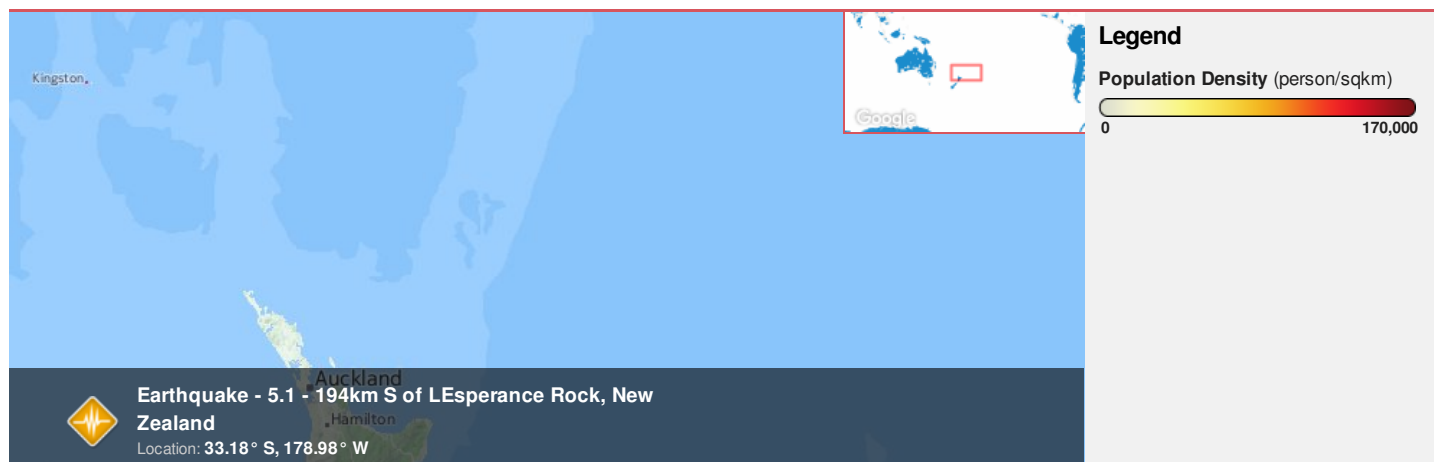 Kingston
Google
Legend
Population Density (person/sqkm)
0 170,000
Auckland
Hamilton
Earthquake - 5.1 - 194km S of LEsperance Rock, New
Zealand
Location: 33.18° S, 178.98° W